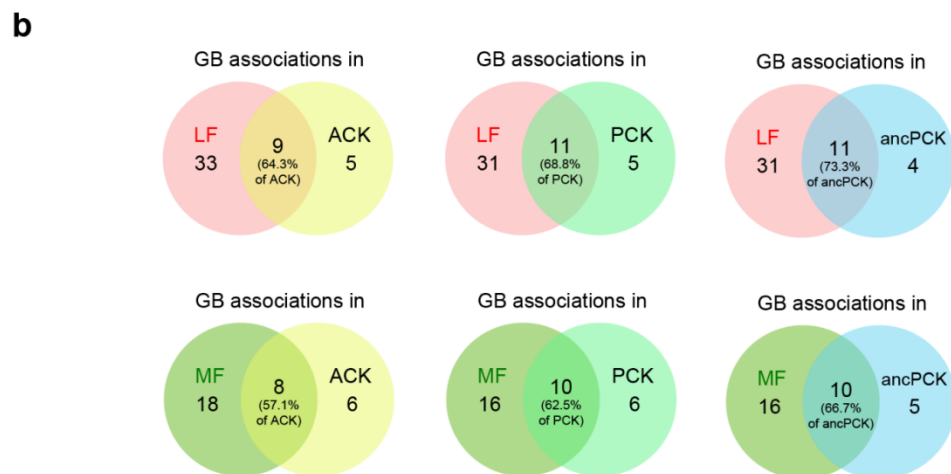 b
GB associations in
LF
33
9
(64.3%
of ACK)
ACK
5
GB associations in
LF
31
11
(68.8%
of PCK)
PCK
5
GB associations in
LF
31
11
(73.3%
of ancPCK)
ancPCK
4
GB associations in
MF
18
8
(57.1%
of ACK)
ACK
6
GB associations in
MF
16
10
(62.5%
of PCK)
PCK
6
GB associations in
MF
16
10
(66.7%
of ancPCK)
ancPCK
5